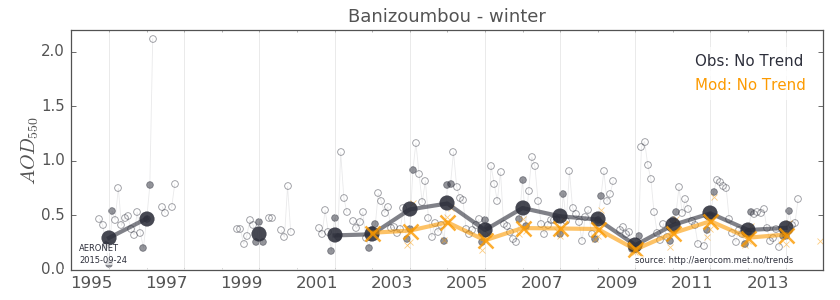 Banizoumbou - winter
Obs: No Trend
Mod: No Trend
AOD550
2.0
1.5
1.0
0.5
0.0
AERONET
2015-09-24
source: http://aerocom.met.no/trends
1995 1997 1999 2001 2003 2005 2007 2009 2011 2013